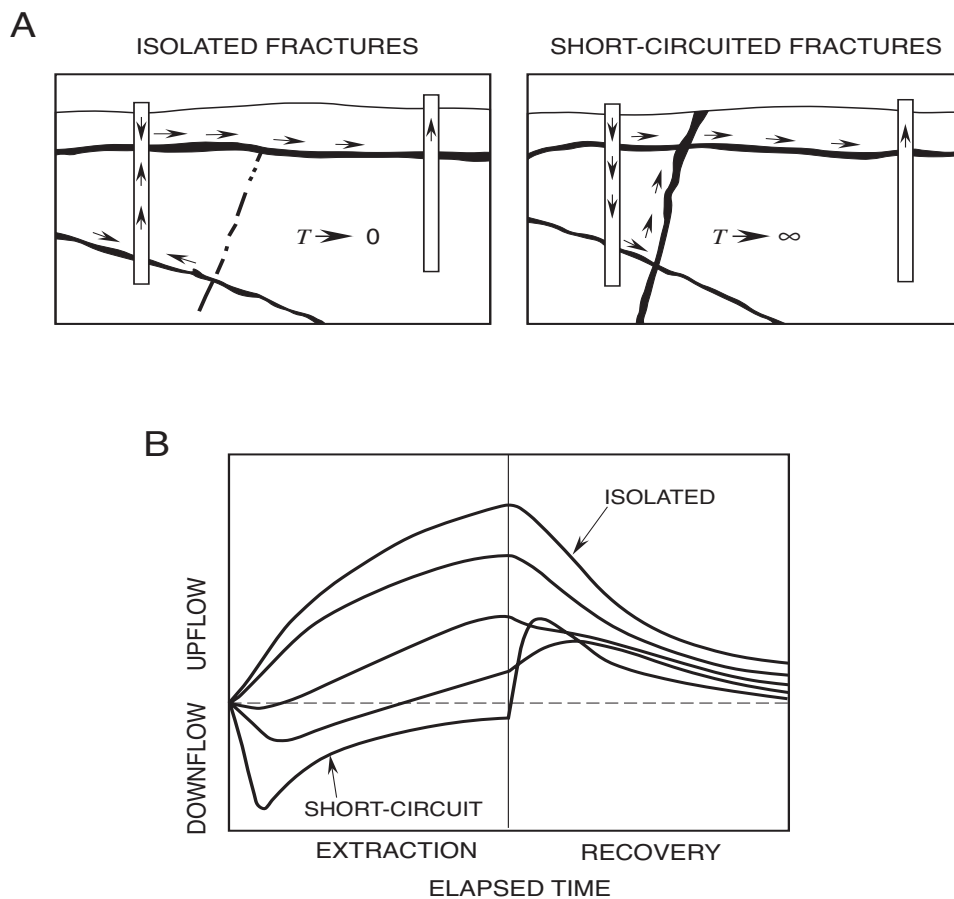 A
ISOLATED FRACTURES
SHORT-CIRCUITED FRACTURES
T 0
T ∞
B
UPFLOW
DOWNFLOW
ISOLATED
SHORT-CIRCUIT
EXTRACTION
RECOVERY
ELAPSED TIME